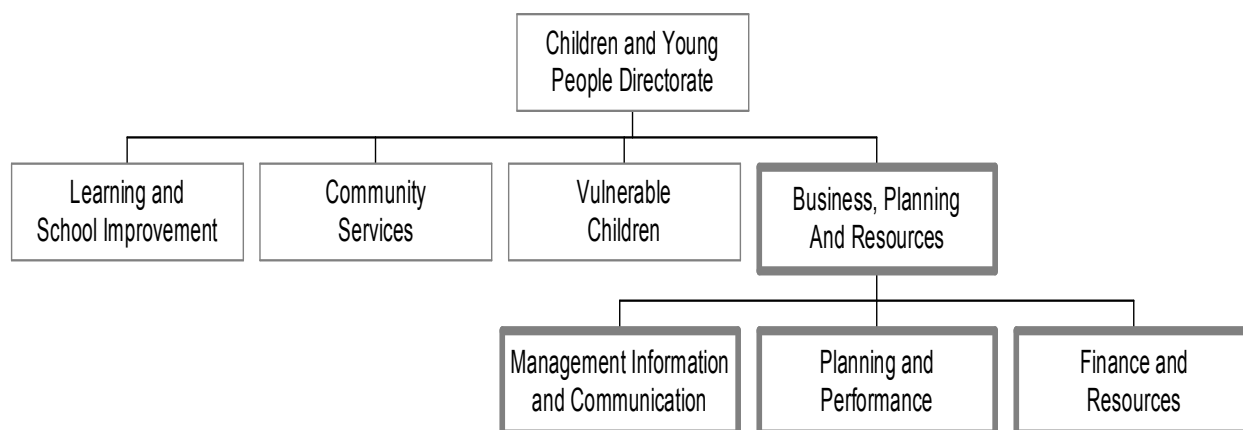 Children and Young
People Directorate
Learning and
School Improvement
Community
Services
Vulnerable
Children
Business, Planning
And Resources
Management Information
and Communication
Planning and
Performance
Finance and
Resources